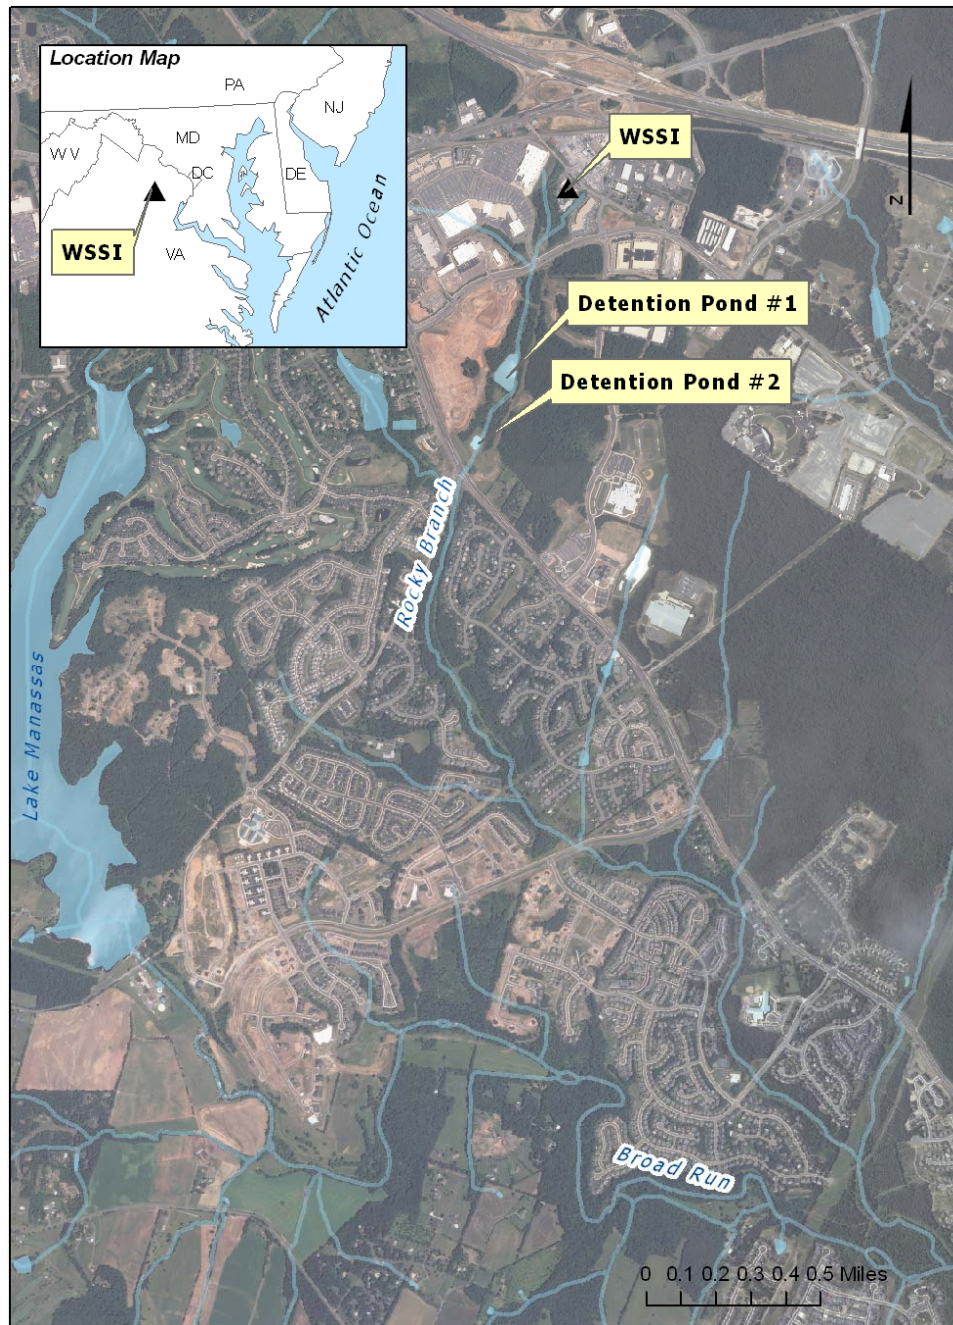 Location Map
PA
NJ
MD
WV
DC
DE
WSSI
VA
Atlantic Ocean
WSSI
N
Detention Pond #1
Detention Pond #2
Rocky Branch
Lake Manassas
Broad Run
0 0.1 0.2 0.3 0.4 0.5 Miles